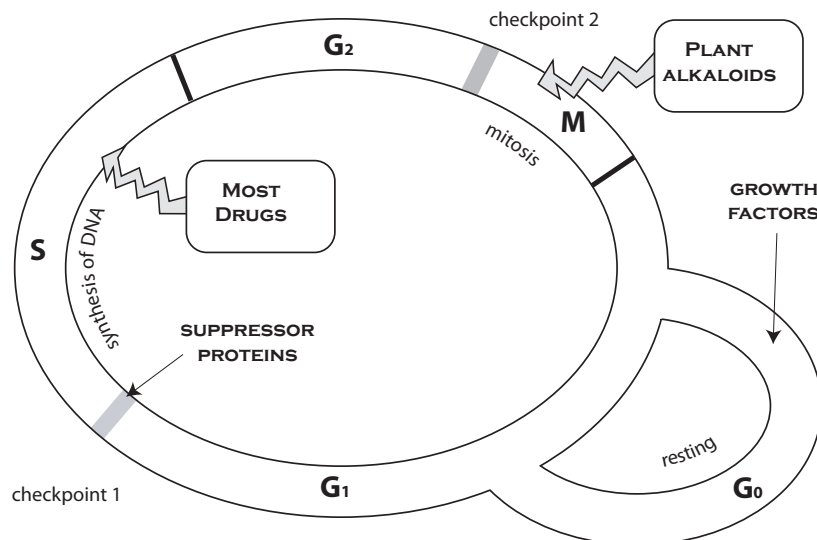 checkpoint 2
G2
PLANT
ALKALOIDS
M
mitosis
MOST
DRUGS
GROWTH
FACTORS
S
synthesis of DNA
SUPPRESSOR
PROTEINS
resting
G1
G0
checkpoint 1